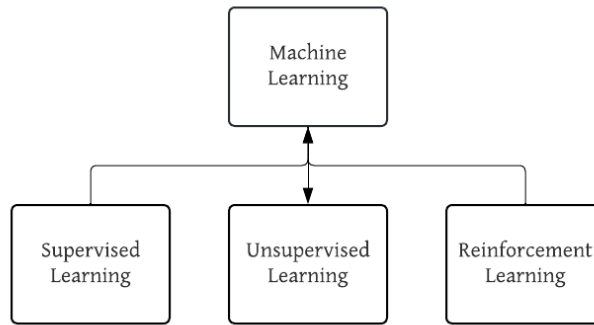 Machine
Learning
Supervised
Learning
Unsupervised
Learning
Reinforcement
Learning